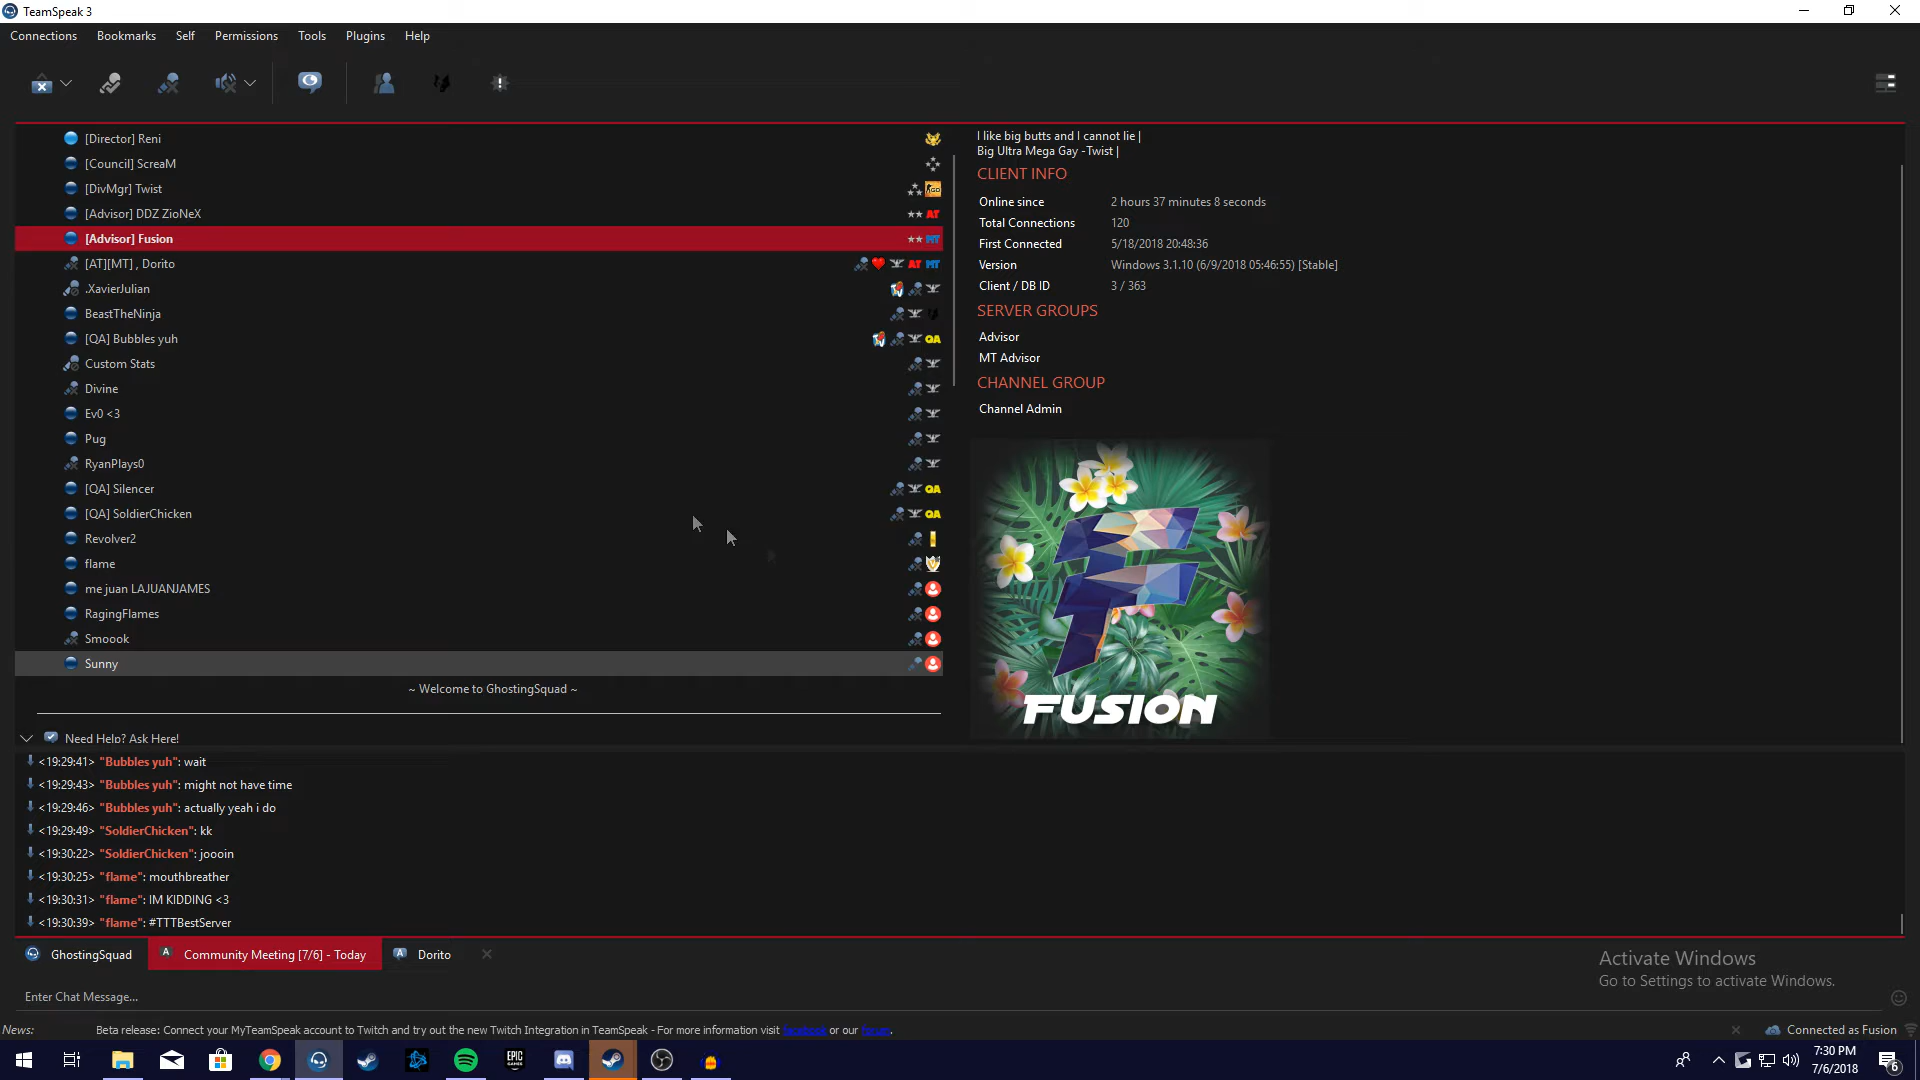 TeamSpeak 3
Connections Bookmarks Self Permissions Tools Plugins Help
[Director] Reni
[Council] ScreaM
[DivMgr] Twist
[Advisor] DDZ ZioNeX AT
[Advisor] Fusion MT
[AT][MT] , Dorito AT MT
.XavierJulian
BeastTheNinja
[QA] Bubbles yuh QA
Custom Stats
Divine
Ev0 <3
Pug
RyanPlays0
[QA] Silencer QA
[QA] SoldierChicken QA
Revolver2
flame
me juan LAJUANJAMES
RagingFlames
Smoook
Sunny
~ Welcome to GhostingSquad ~
Need Help? Ask Here!
I like big butts and I cannot lie |
Big Ultra Mega Gay -Twist |
CLIENT INFO
Online since 2 hours 37 minutes 8 seconds
Total Connections 120
First Connected 5/18/2018 20:48:36
Version Windows 3.1.10 (6/9/2018 05:46:55) [Stable]
Client / DB ID 3 / 363
SERVER GROUPS
Advisor
MT Advisor
CHANNEL GROUP
Channel Admin
FUSION
<19:29:41> "Bubbles yuh": wait
<19:29:43> "Bubbles yuh": might not have time
<19:29:46> "Bubbles yuh": actually yeah i do
<19:29:49> "SoldierChicken": kk
<19:30:22> "SoldierChicken": joooin
<19:30:25> "flame": mouthbreather
<19:30:31> "flame": IM KIDDING <3
<19:30:39> "flame": #TTTBestServer
GhostingSquad Community Meeting [7/6] - Today Dorito
Activate Windows
Go to Settings to activate Windows.
Enter Chat Message...
News: Beta release: Connect your MyTeamSpeak account to Twitch and try out the new Twitch Integration in TeamSpeak - For more information visit facebook or our forum.
Connected as Fusion
EPIC GAMES
7:30 PM
7/6/2018
6